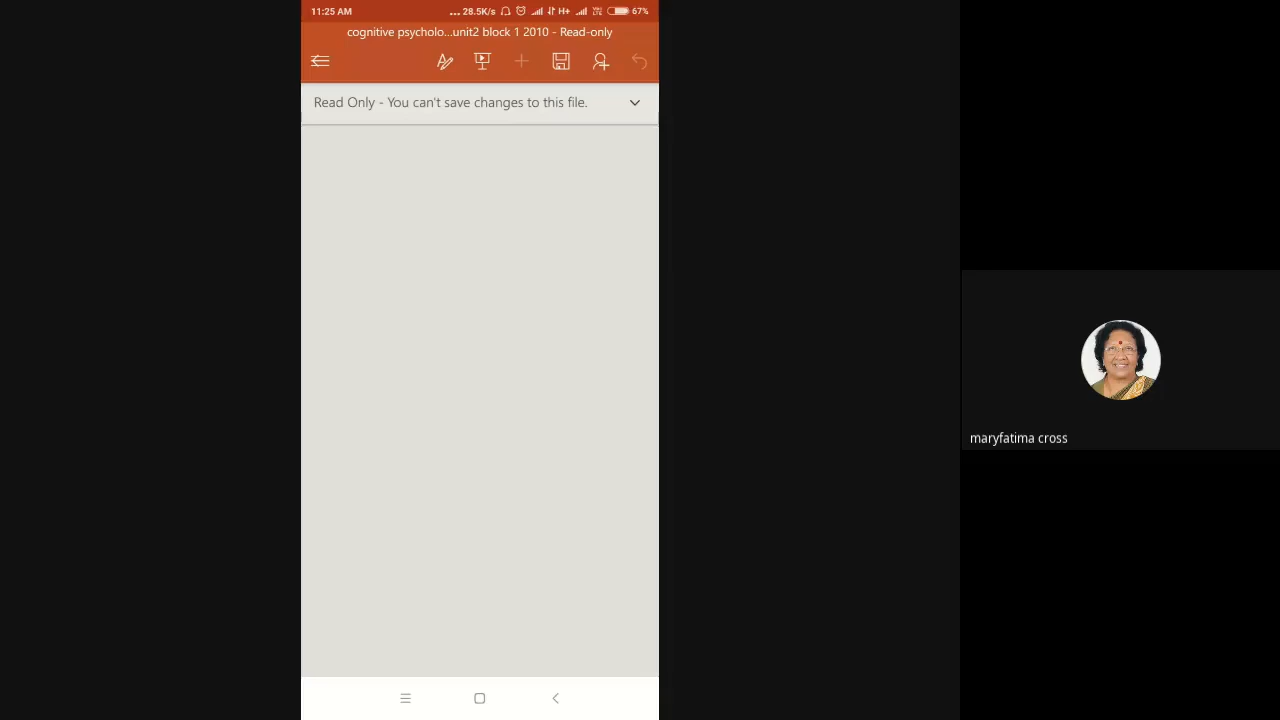 11:25 AM
... 28.5K/s H+ 67%
cognitive psycholo...unit2 block 1 2010 - Read-only
Read Only - You can't save changes to this file.
maryfatima cross